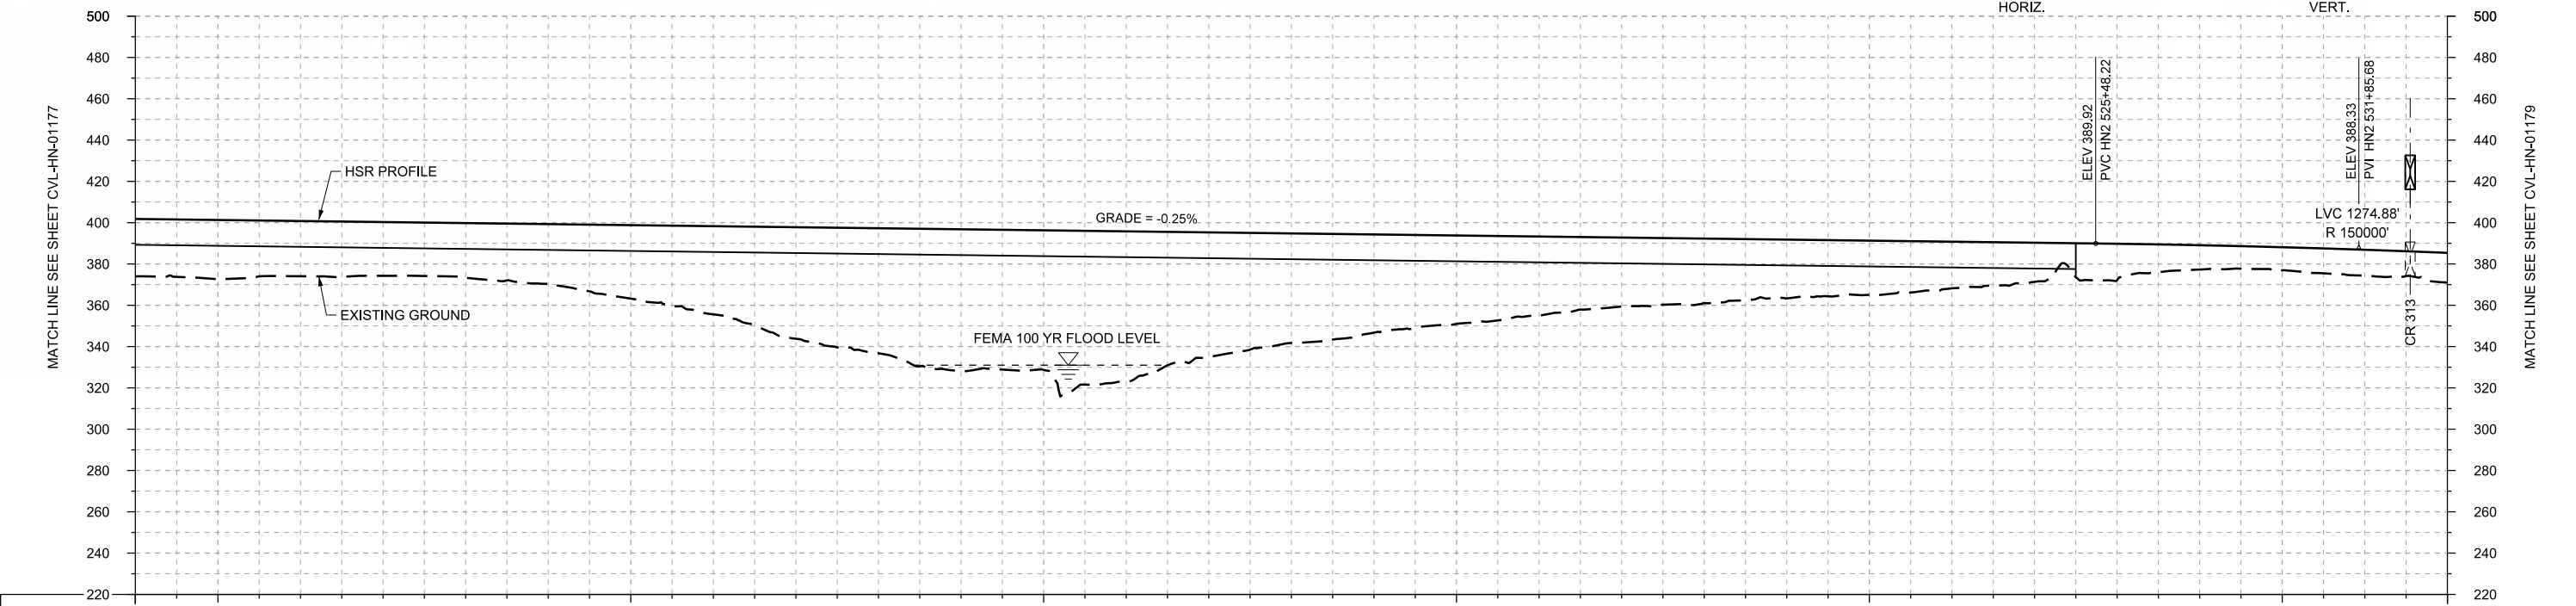 HORIZ.
VERT.
500
480
460
440
420
400
380
360
340
320
300
280
260
240
220
MATCH LINE SEE SHEET CVL-HN-01177
HSR PROFILE
EXISTING GROUND
FEMA 100 YR FLOOD LEVEL
GRADE = -0.25%
ELEV 389.92
PVC HN2 525+48.22
ELEV 388.33
PVI HN2 5531+85.68
LVC 1274.88'
R 150000'
CR 313
500
480
460
440
420
400
380
360
340
320
300
280
260
240
220
MATCH LINE SEE SHEET CVL-HN-01179